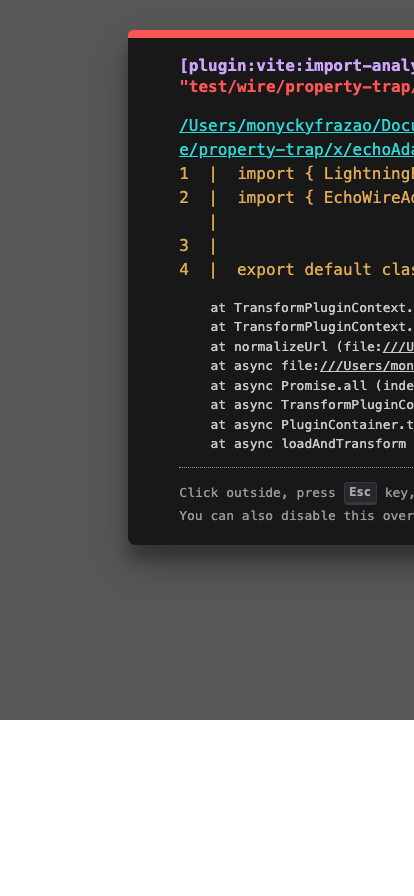 [plugin:vite:import-analy
"test/wire/property-trap/
/Users/monyckyfrazao/Docu
e/property-trap/x/echoAda
1  |  import { Lightning
2  |  import { EchoWireAd
   |
3  |
4  |  export default clas
at TransformPluginContext.
at TransformPluginContext.
at normalizeUrl (file:///U
at async file:///Users/mon
at async Promise.all (inde
at async TransformPluginCo
at async PluginContainer.t
at async loadAndTransform
Click outside, press Esc key,
You can also disable this over